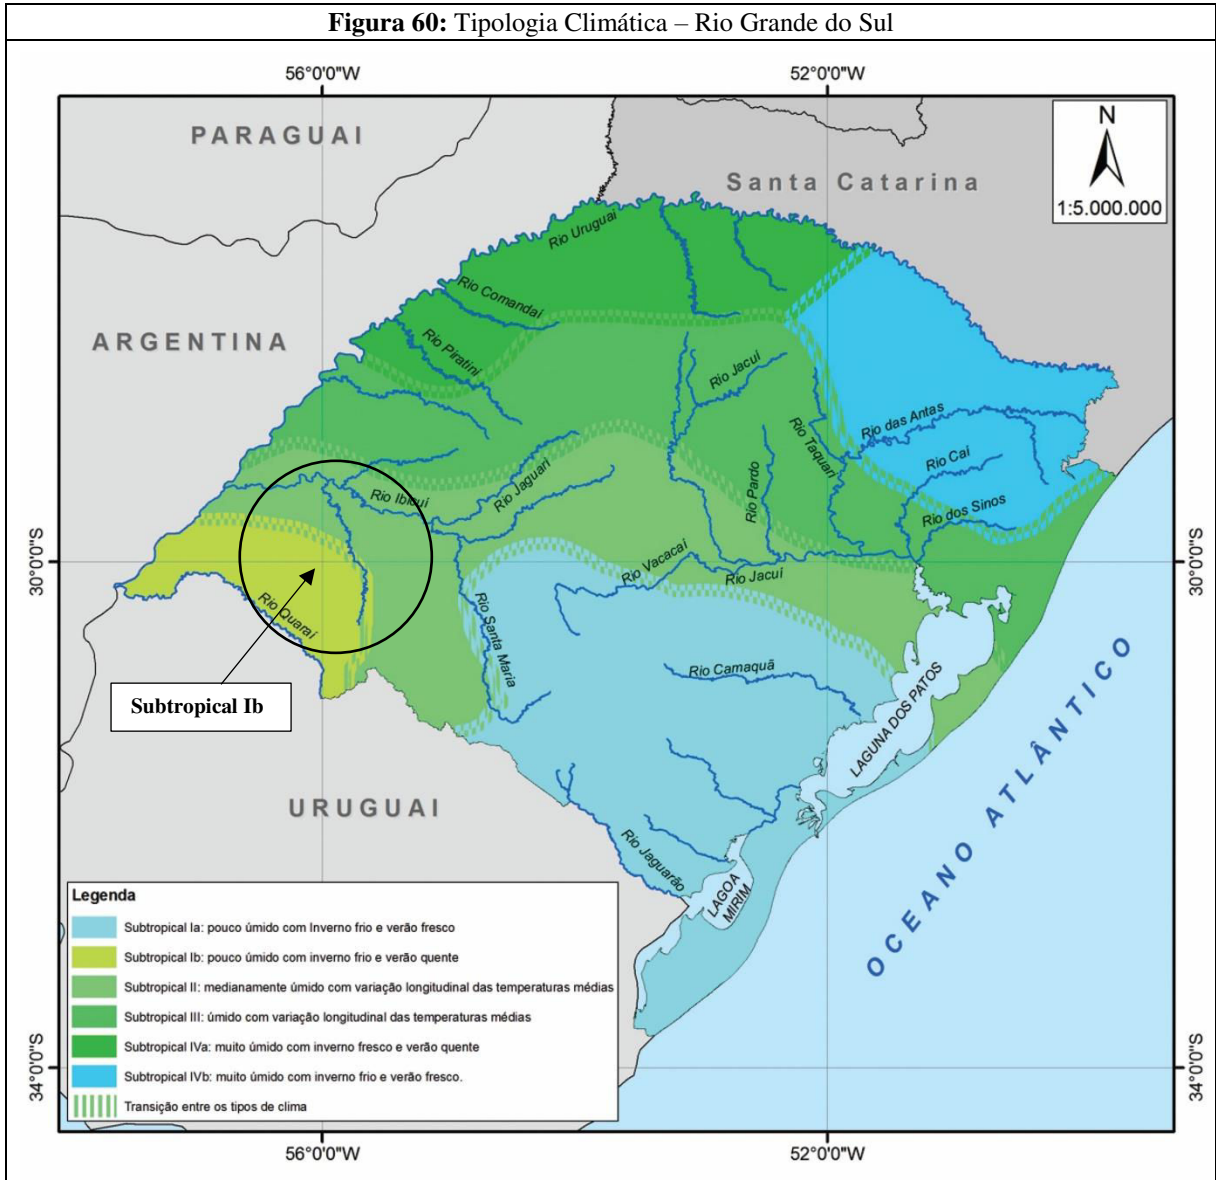 Figura 60: Tipologia Climática – Rio Grande do Sul
56°0'0"W
52°0'0"W
PARAGUAI
N
1:5.000.000
Santa Catarina
Rio Uruguai
Rio Comandai
ARGENTINA
Rio Piratini
Rio Jacuí
Rio das Antas
Rio Taquari
Rio Caí
Rio Jaguari
Rio Pardo
Rio Ibicuí
Rio dos Sinos
30°0'0"S
30°0'0"S
Rio Vacacaí
Rio Jacuí
Rio Quaraí
Rio Santa Maria
Rio Camaquã
Subtropical Ib
LAGUNA DOS PATOS
OCEANO ATLÂNTICO
URUGUAI
Rio Jaguarão
LAGOA
MIRIM
Legenda
Subtropical Ia: pouco úmido com Inverno frio e verão fresco
Subtropical Ib: pouco úmido com inverno frio e verão quente
Subtropical II: medianamente úmido com variação longitudinal das temperaturas médias
Subtropical III: úmido com variação longitudinal das temperaturas médias
Subtropical IVa: muito úmido com inverno fresco e verão quente
Subtropical IVb: muito úmido com inverno frio e verão fresco.
Transição entre os tipos de clima
34°0'0"S
34°0'0"S
56°0'0"W
52°0'0"W